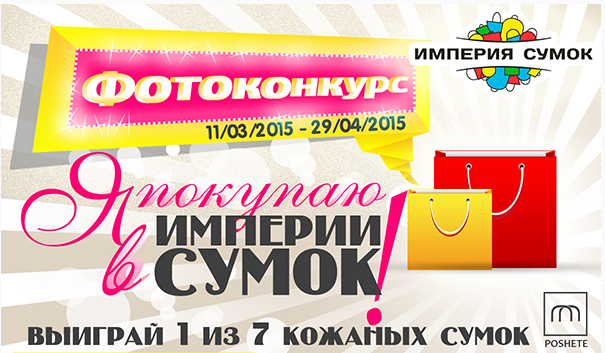 ФОТОКОНКУРС
ИМПЕРИЯ СУМОК
11/03/2015 - 29/04/2015
Я покупаю
в ИМПЕРИИ
СУМОК!
ВЫИГРАЙ 1 ИЗ 7 КОЖАНЫХ СУМОК
POSHETE